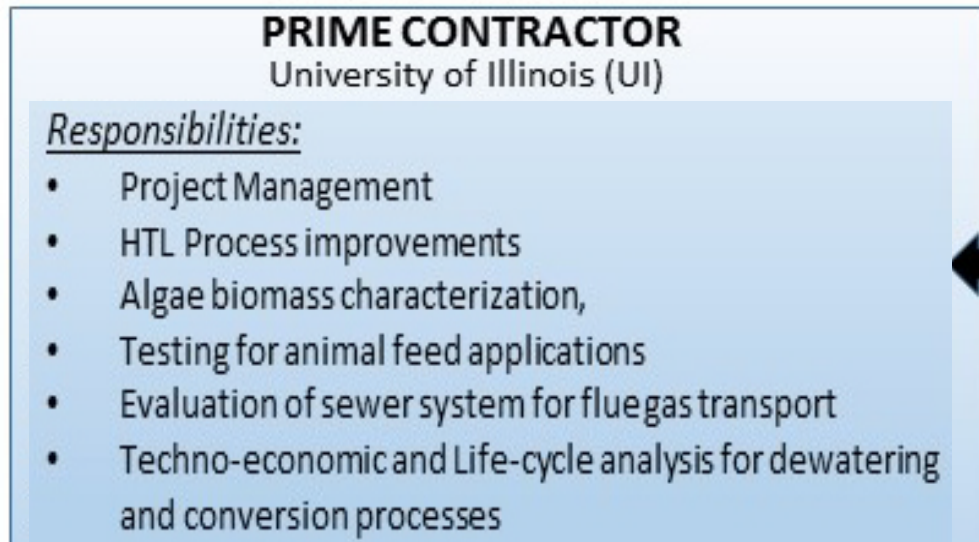 PRIME CONTRACTOR
University of Illinois (UI)
Responsibilities:
• Project Management
• HTL Process improvements
• Algae biomass characterization,
• Testing for animal feed applications
• Evaluation of sewer system for flue gas transport
• Techno-economic and Life-cycle analysis for dewatering
and conversion processes